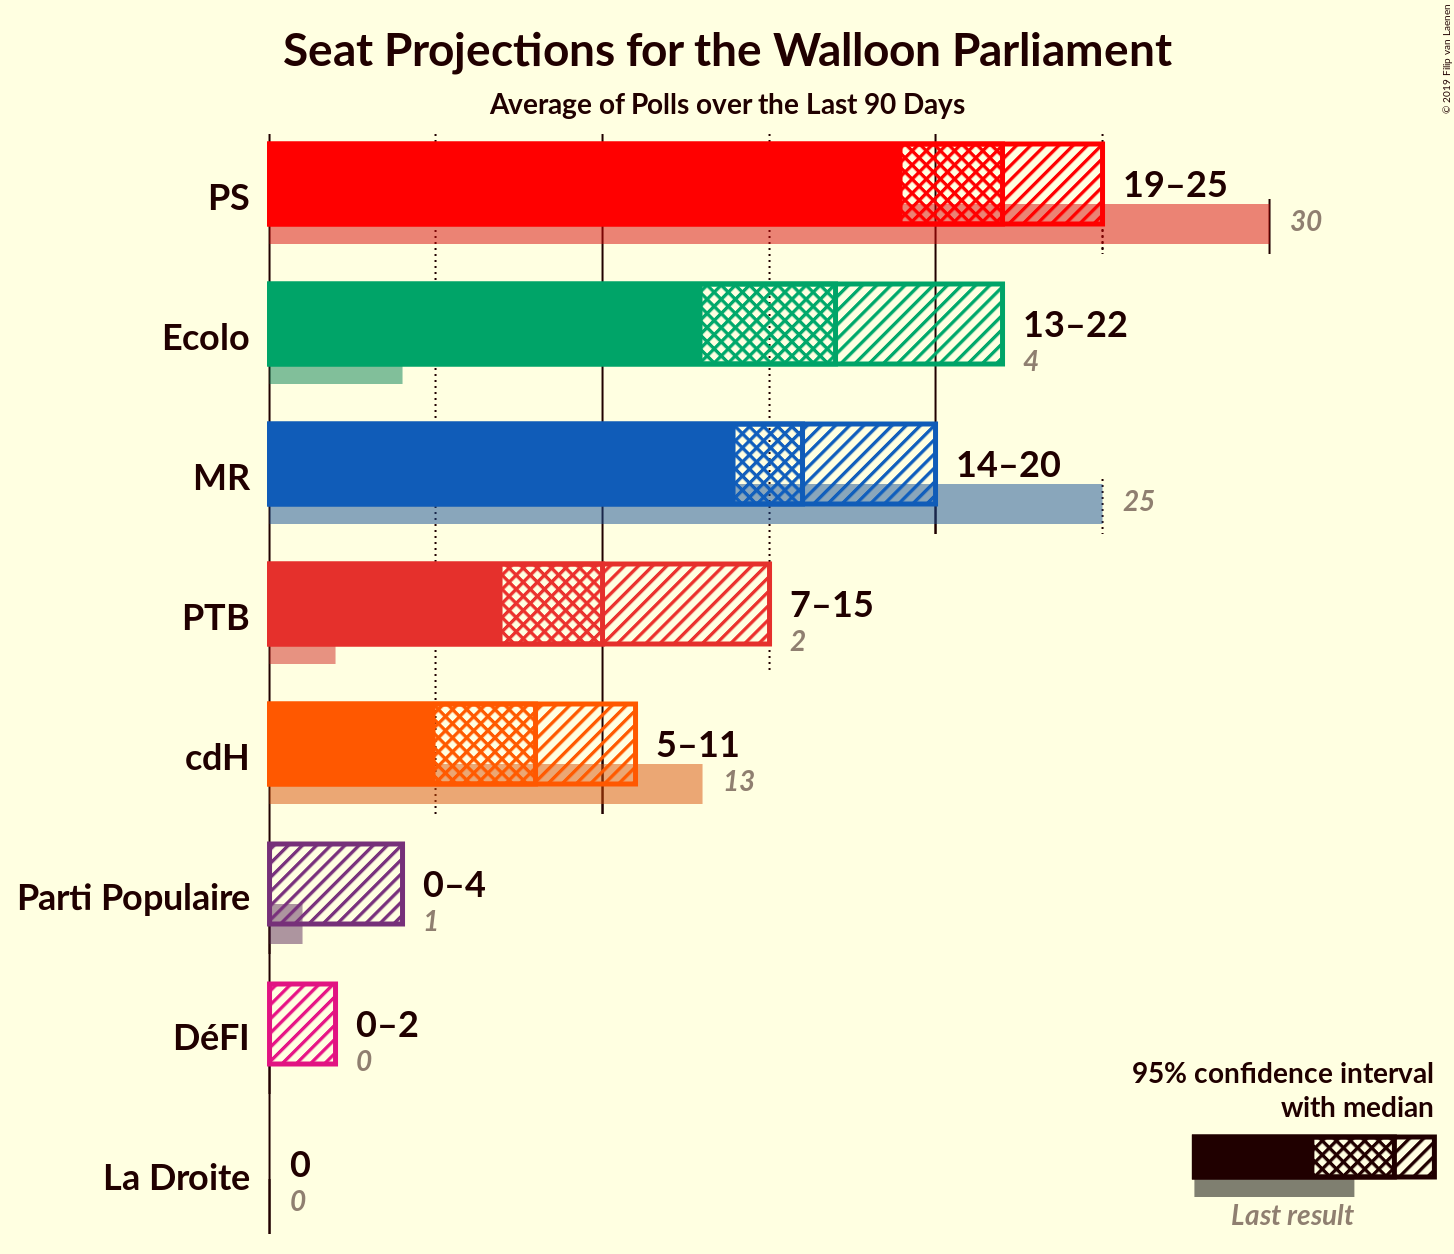 Seat Projections for the Walloon Parliament
Average of Polls over the Last 90 Days
© 2019 Filip van Laenen
PS
19–25
30
Ecolo
13–22
4
MR
14–20
25
PTB
7–15
2
cdH
5–11
13
Parti Populaire
0–4
1
DéFI
0–2
0
La Droite
0
0
95% confidence interval
with median
Last result